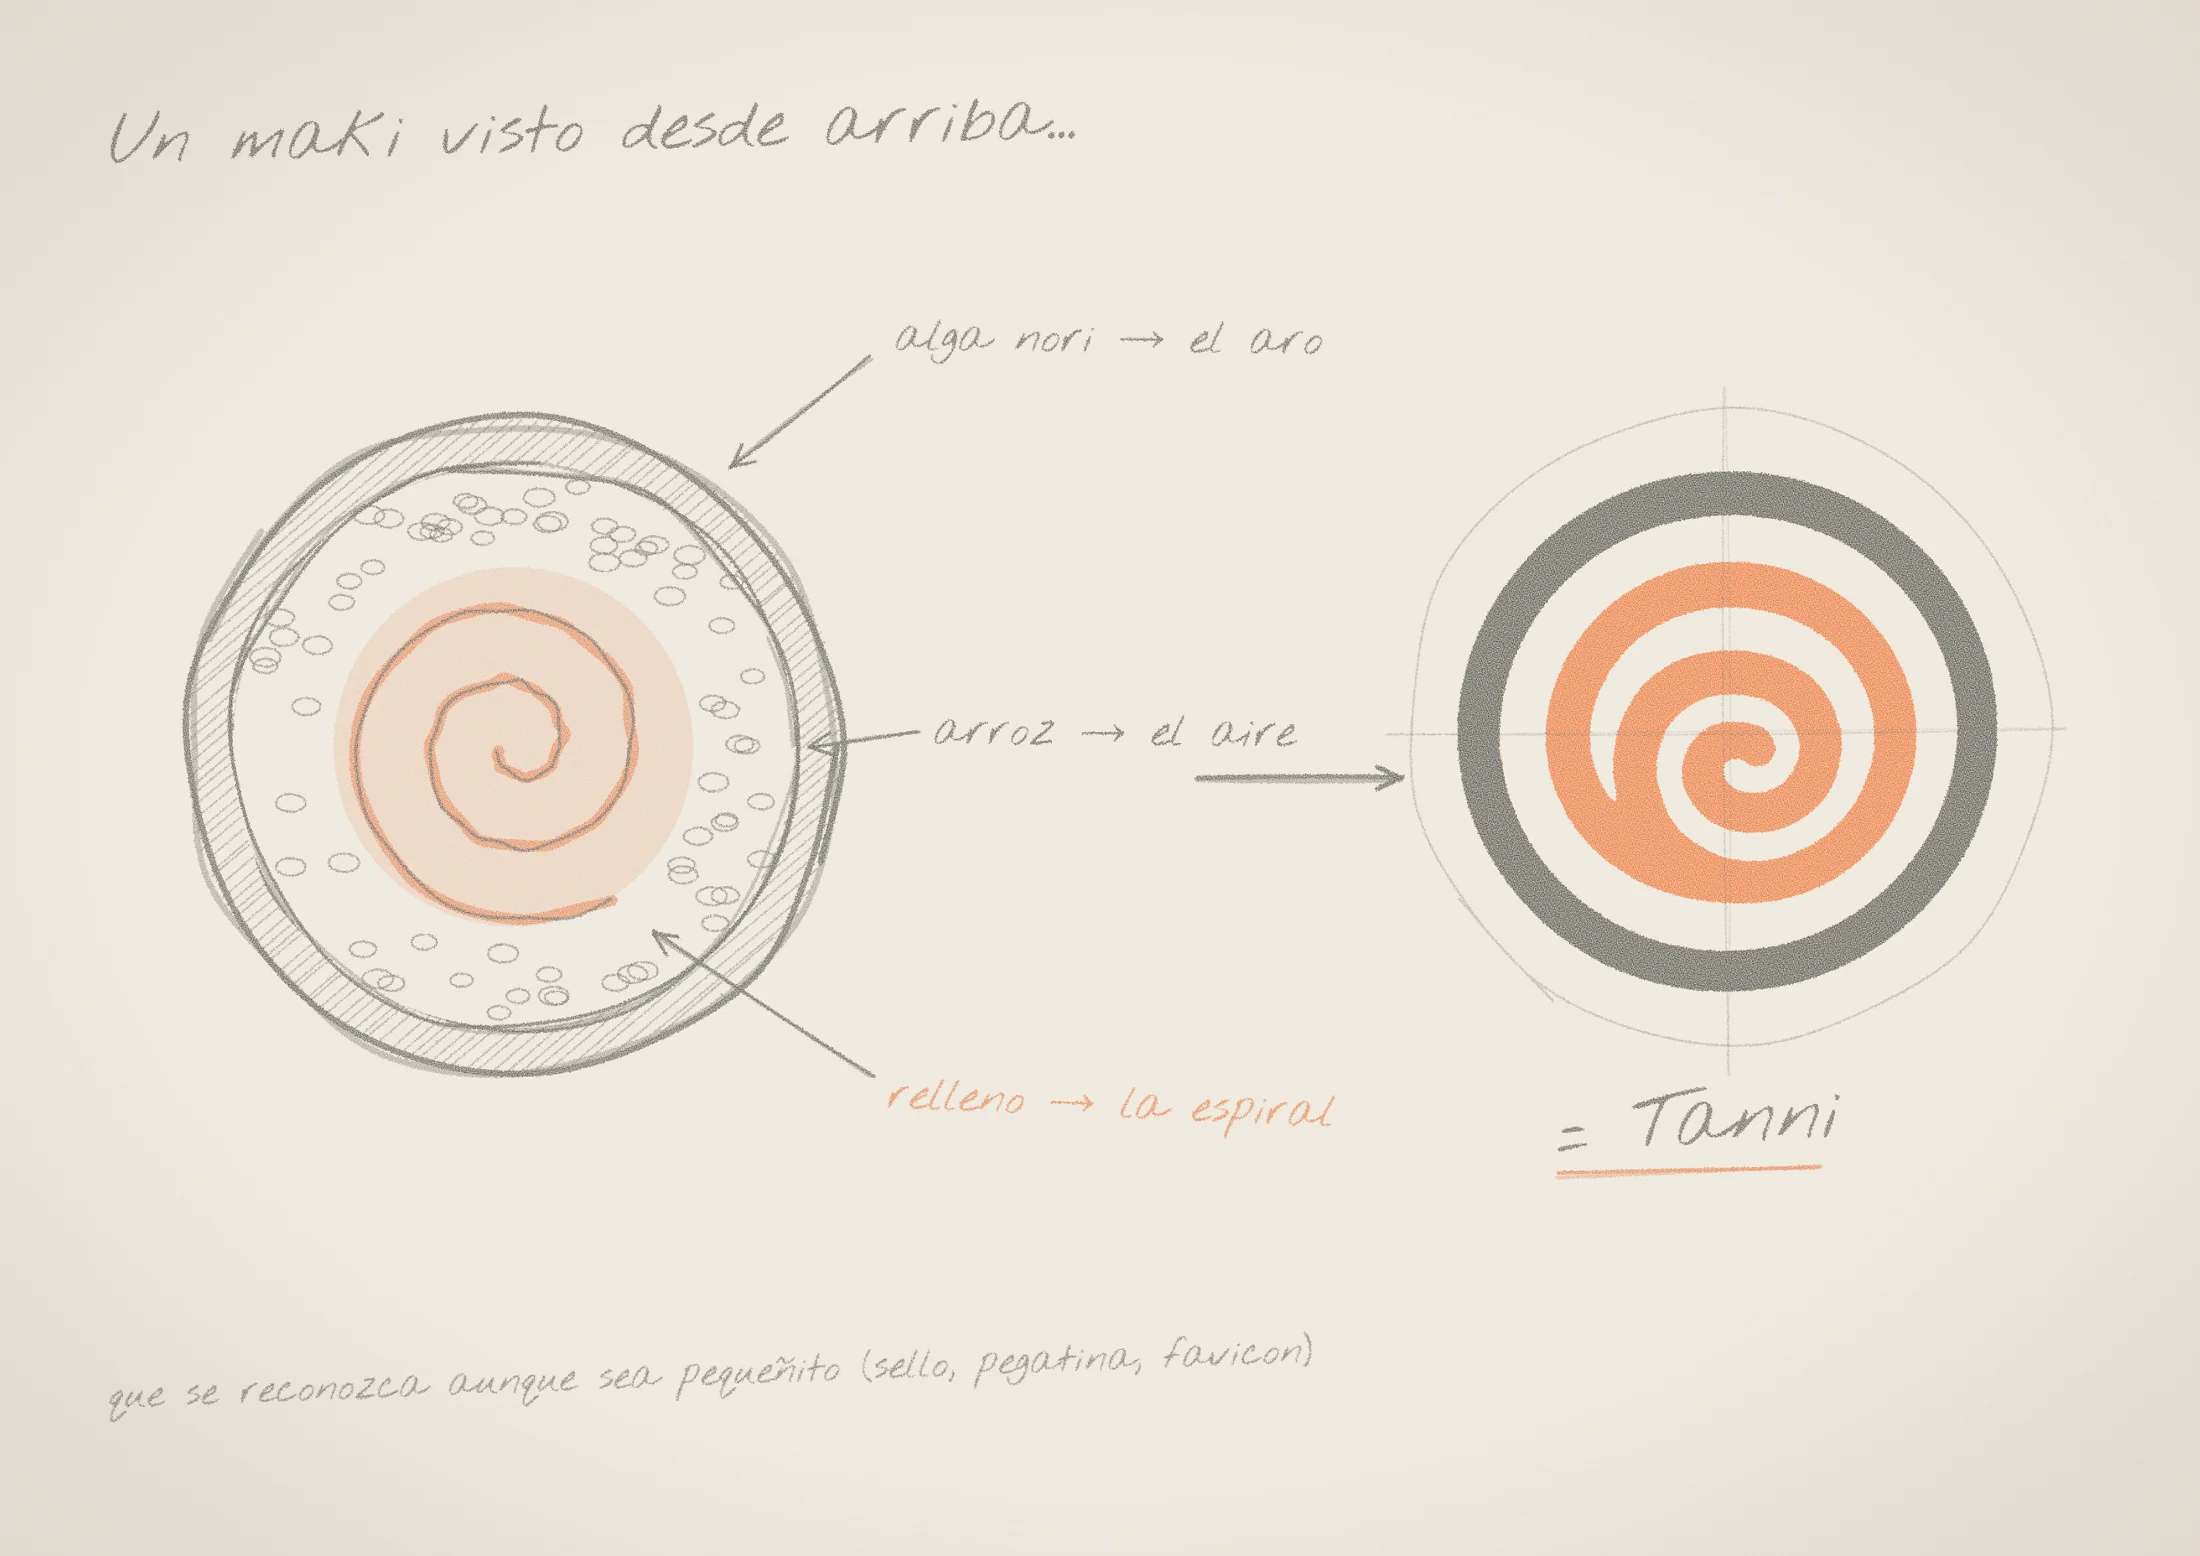 Un maki visto desde arriba...
alga nori → el aro
arroz → el aire
relleno → la espiral
= Tanni
que se reconozca aunque sea pequeñito (sello, pegatina, favicon)